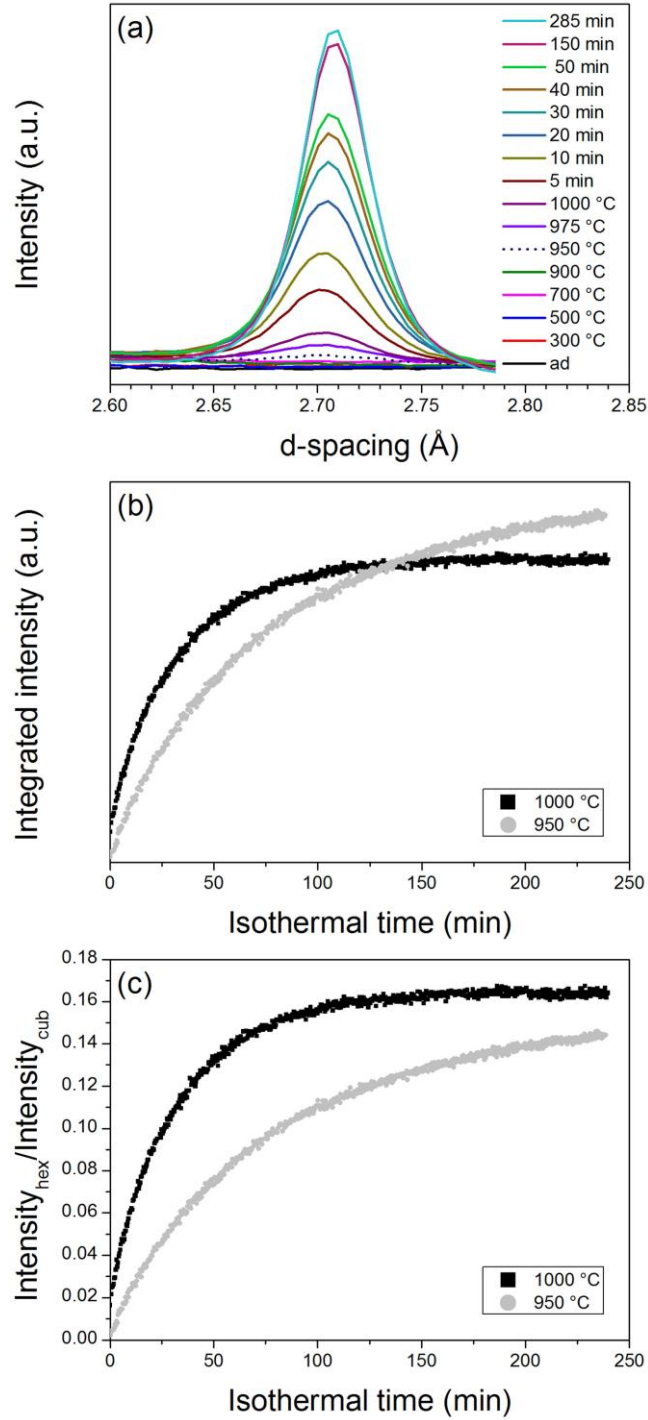 (a)
285 min
150 min
50 min
40 min
30 min
20 min
10 min
5 min
1000 °C
975 °C
950 °C
900 °C
700 °C
500 °C
300 °C
ad
Intensity (a.u.)
2.60 2.65 2.70 2.75 2.80 2.85
d-spacing (Å)
(b)
Integrated intensity (a.u.)
1000 °C
950 °C
0 50 100 150 200 250
Isothermal time (min)
(c)
0.18
0.16
0.14
0.12
0.10
0.08
0.06
0.04
0.02
0.00
Intensity_hex/Intensity_cub
1000 °C
950 °C
0 50 100 150 200 250
Isothermal time (min)